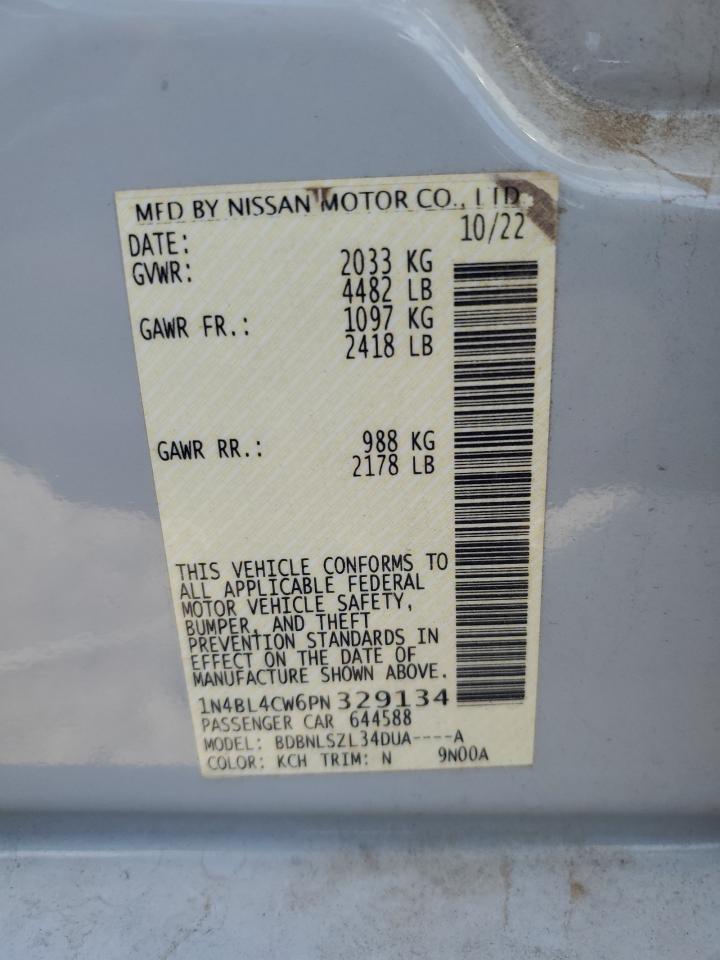 MFD BY NISSAN MOTOR CO., LTD.
DATE: 10/22
GVWR: 2033 KG
4482 LB
GAWR FR.: 1097 KG
2418 LB
GAWR RR.: 988 KG
2178 LB
THIS VEHICLE CONFORMS TO
ALL APPLICABLE FEDERAL
MOTOR VEHICLE SAFETY,
BUMPER, AND THEFT
PREVENTION STANDARDS IN
EFFECT ON THE DATE OF
MANUFACTURE SHOWN ABOVE.
1N4BL4CW6PN329134
PASSENGER CAR 644588
MODEL: BDBNLSZL34DUA----A
COLOR: KCH TRIM: N 9N00A